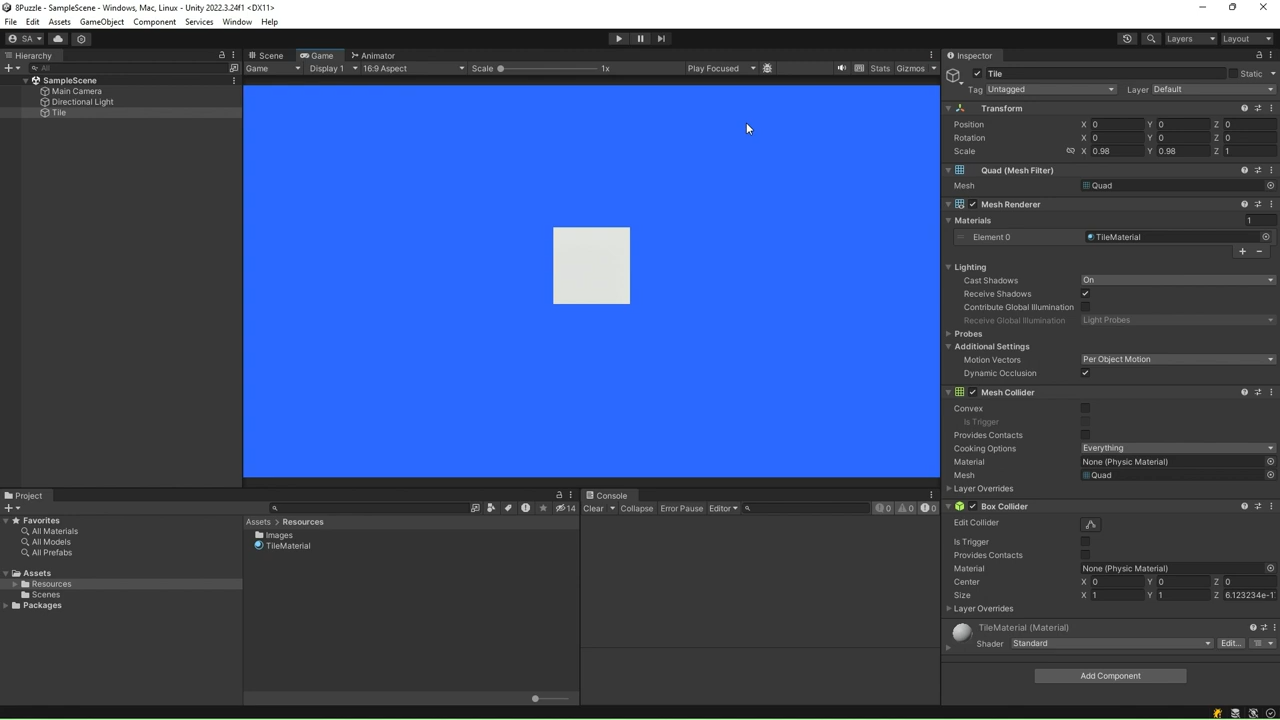 8Puzzle - SampleScene - Windows, Mac, Linux - Unity 2022.3.24f1 <DX11>
File Edit Assets GameObject Component Services Window Help
SA Layers Layout
Hierarchy Scene Game Animator Inspector
All Game Display 1 16:9 Aspect Scale 1x Play Focused Stats Gizmos
SampleScene
Main Camera
Directional Light
Tile
Tile Static
Tag Untagged Layer Default
Transform
Position X 0 Y 0 Z 0
Rotation X 0 Y 0 Z 0
Scale X 0.98 Y 0.98 Z 1
Quad (Mesh Filter)
Mesh Quad
Mesh Renderer
Materials 1
Element 0 TileMaterial
Lighting
Cast Shadows On
Receive Shadows
Contribute Global Illumination
Receive Global Illumination Light Probes
Probes
Additional Settings
Motion Vectors Per Object Motion
Dynamic Occlusion
Mesh Collider
Convex
Is Trigger
Provides Contacts
Cooking Options Everything
Material None (Physic Material)
Mesh Quad
Layer Overrides
Box Collider
Edit Collider
Is Trigger
Provides Contacts
Material None (Physic Material)
Center X 0 Y 0 Z 0
Size X 1 Y 1 Z 6.123234e-1
Layer Overrides
TileMaterial (Material)
Shader Standard Edit...
Add Component
Project
14
Favorites
All Materials
All Models
All Prefabs
Assets
Resources
Scenes
Packages
Assets > Resources
Images
TileMaterial
Console
Clear Collapse Error Pause Editor 0 0 0